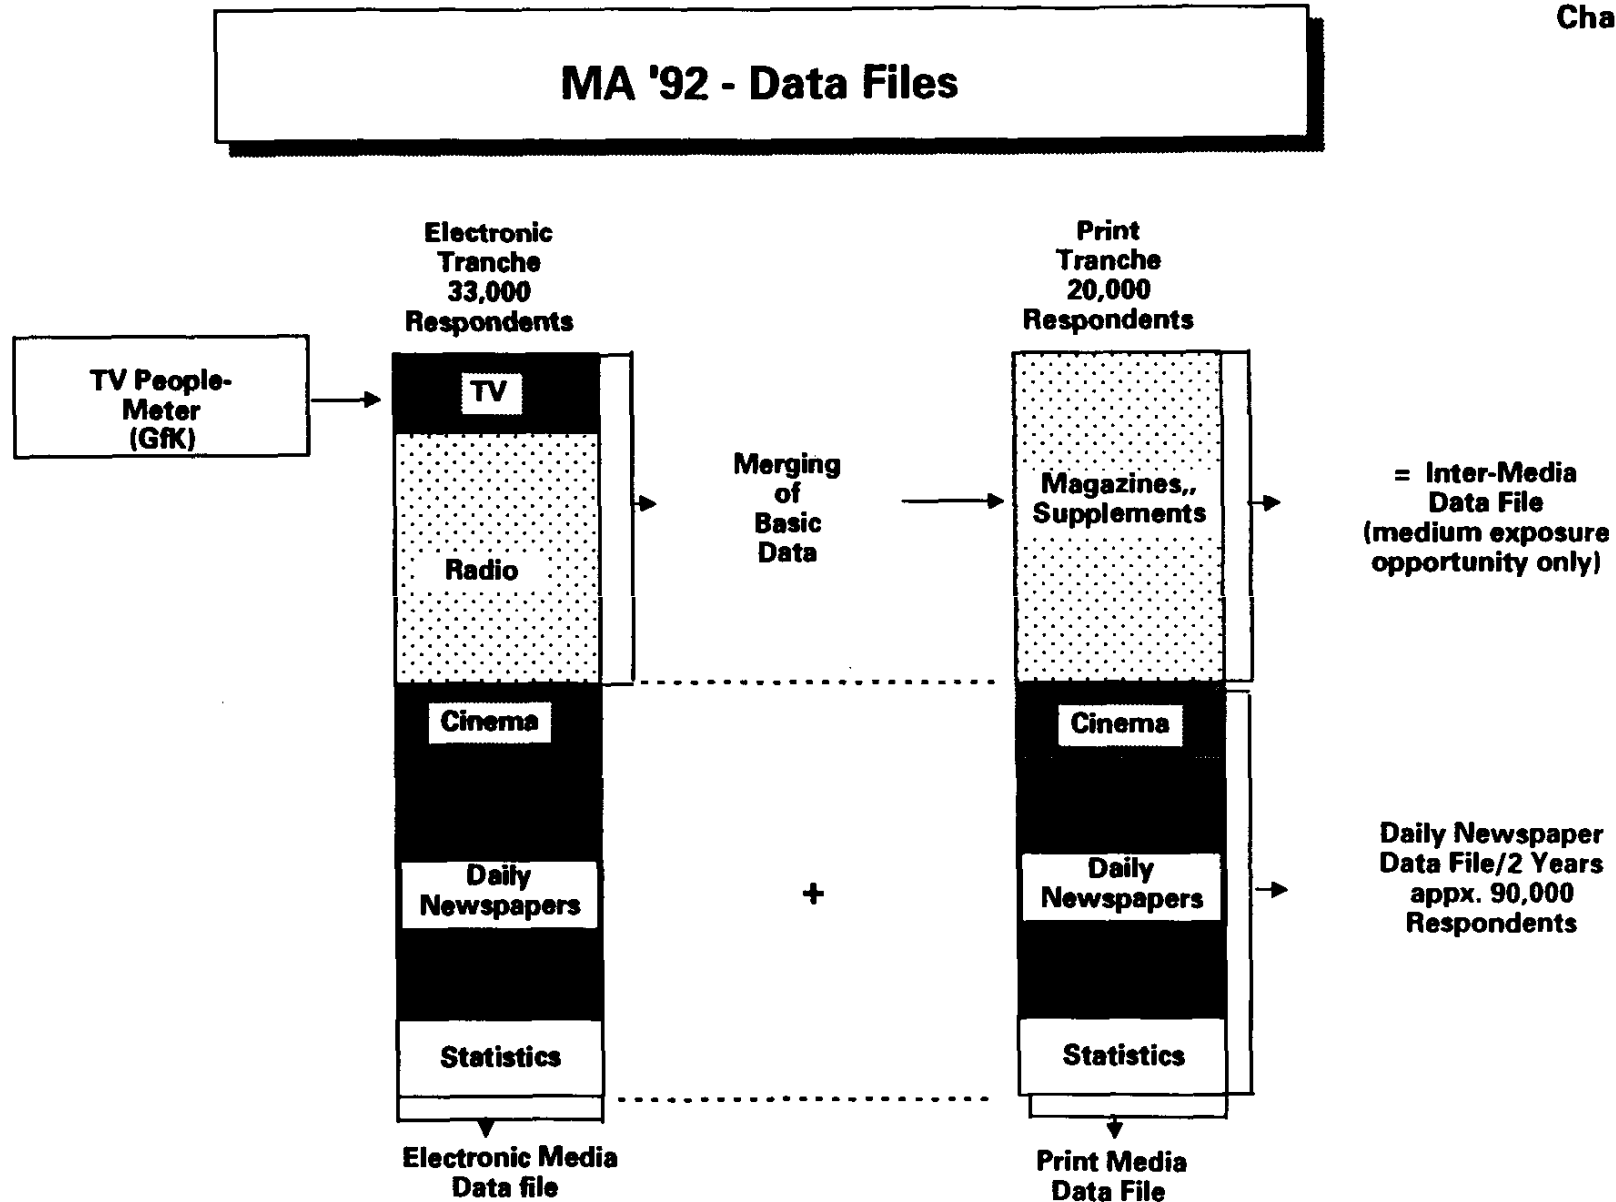 Cha
MA '92 - Data Files
Electronic
Tranche
33,000
Respondents
Print
Tranche
20,000
Respondents
TV People-
Meter
(GfK)
TV
Radio
Merging
of
Basic
Data
Magazines,,
Supplements
= Inter-Media
Data File
(medium exposure
opportunity only)
Cinema
Daily
Newspapers
Statistics
+
Cinema
Daily
Newspapers
Statistics
Daily Newspaper
Data File/2 Years
appx. 90,000
Respondents
Electronic Media
Data file
Print Media
Data File